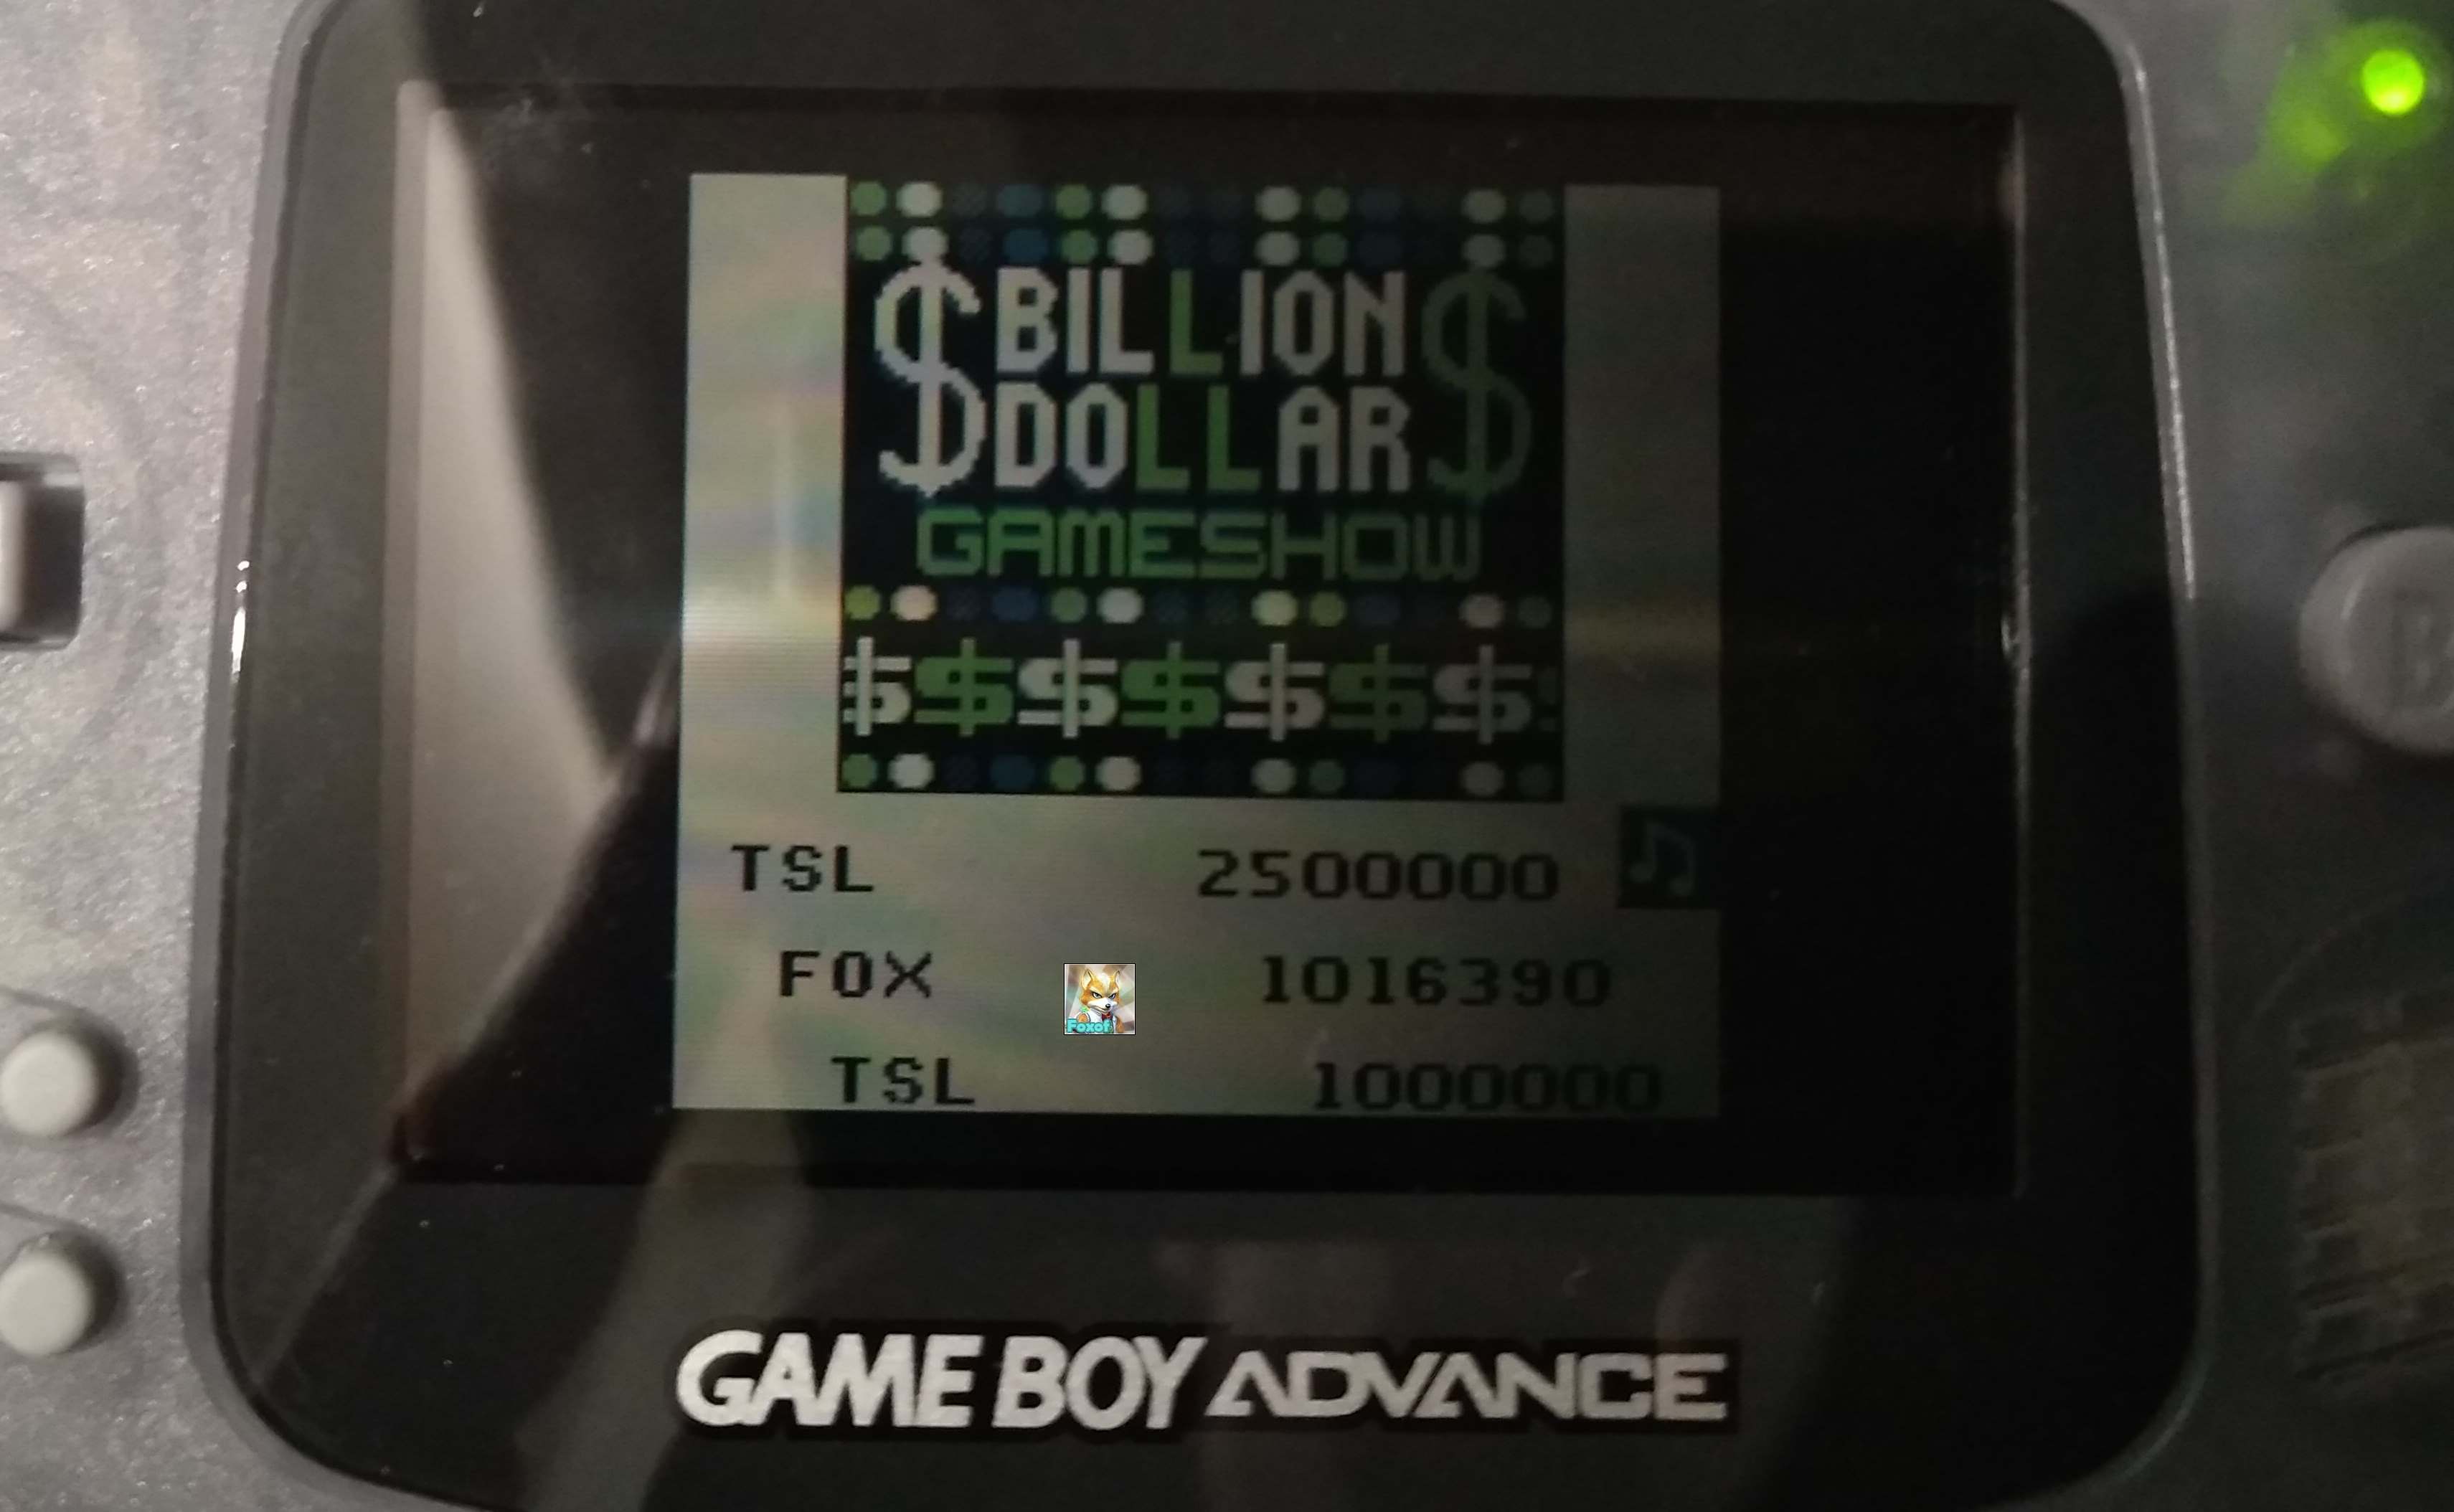 $ BILLION $
DOLLAR
GAMESHOW
$$$$$$$
TSL 2500000
FOX 1016390
Foxof
TSL 1000000
GAME BOY ADVANCE
B